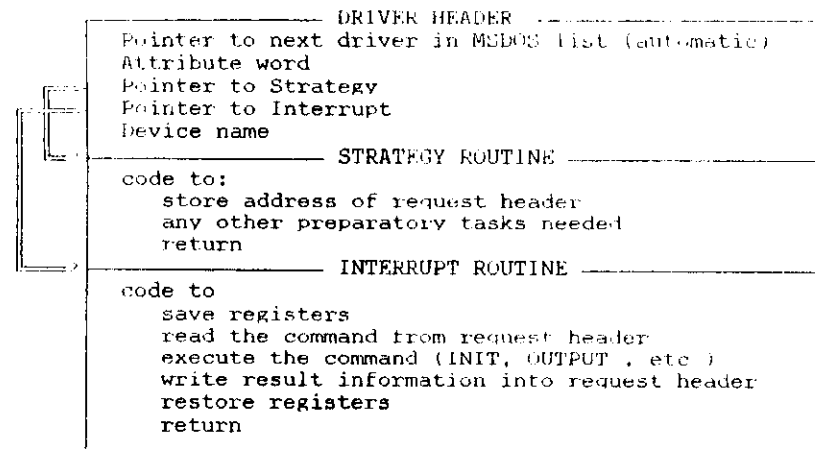 DRIVER HEADER
Pointer to next driver in MSDOS list (automatic)
Attribute word
Pointer to Strategy
Pointer to Interrupt
Device name
STRATEGY ROUTINE
code to:
store address of request header
any other preparatory tasks needed
return
INTERRUPT ROUTINE
code to
save registers
read the command from request header
execute the command (INIT, OUTPUT , etc )
write result information into request header
restore registers
return